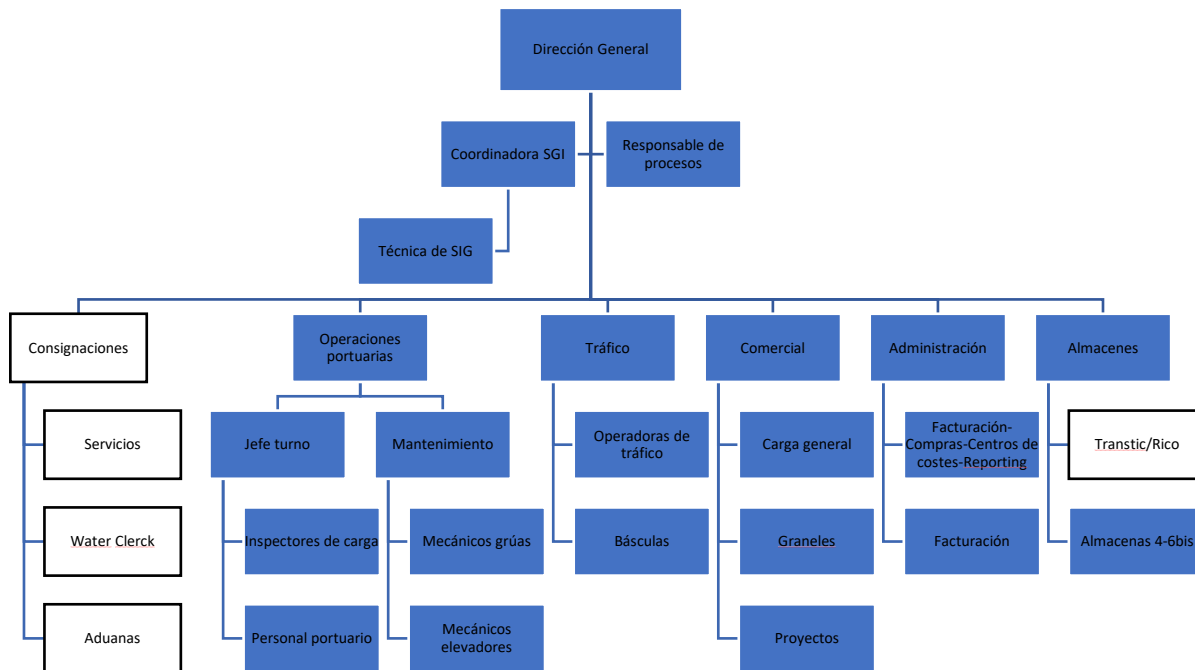 Dirección General
Coordinadora SGI
Responsable de
procesos
Técnica de SIG
Consignaciones
Operaciones
portuarias
Tráfico
Comercial
Administración
Almacenes
Servicios
Jefe turno
Mantenimiento
Operadoras de
tráfico
Carga general
Facturación-
Compras-Centros de
costes-Reporting
Transtic/Rico
Water Clerck
Inspectores de carga
Mecánicos grúas
Básculas
Graneles
Facturación
Almacenas 4-6bis
Aduanas
Personal portuario
Mecánicos
elevadores
Proyectos